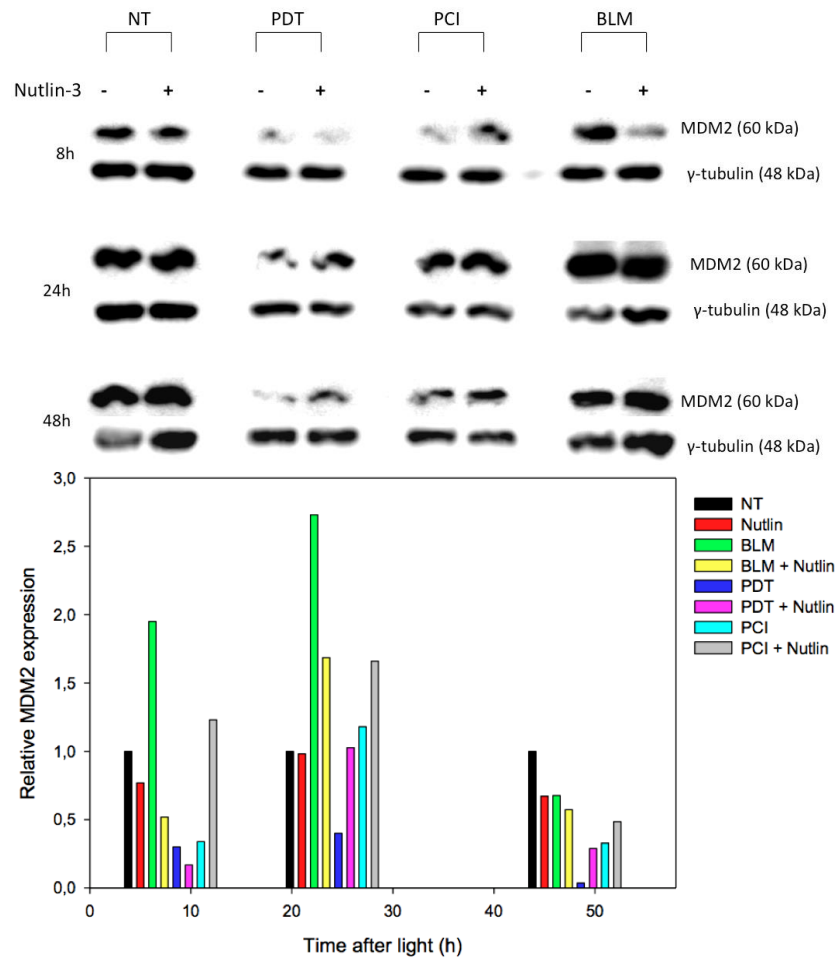 NT PDT PCI BLM
Nutlin-3 - + - + - + - +
8h
MDM2 (60 kDa)
γ-tubulin (48 kDa)
24h
MDM2 (60 kDa)
γ-tubulin (48 kDa)
48h
MDM2 (60 kDa)
γ-tubulin (48 kDa)
3,0
2,5
2,0
1,5
1,0
0,5
0,0
Relative MDM2 expression
0 10 20 30 40 50
Time after light (h)
NT
Nutlin
BLM
BLM + Nutlin
PDT
PDT + Nutlin
PCI
PCI + Nutlin